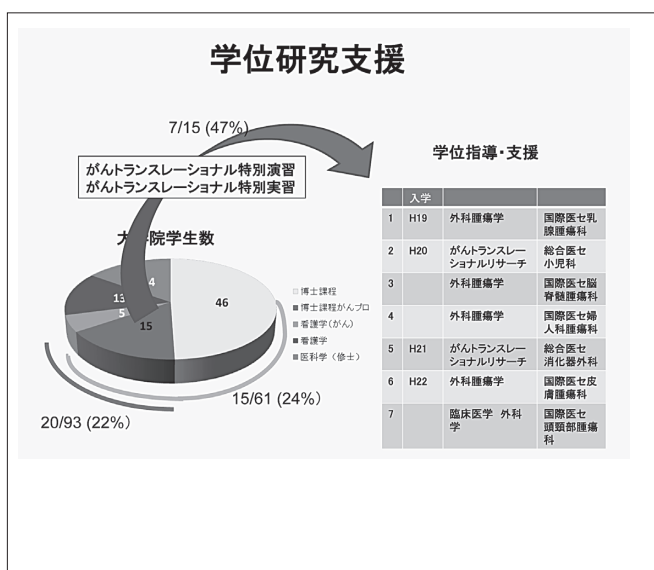 学位研究支援
7/15 (47%)
がんトランスレーショナル特別演習
がんトランスレーショナル特別実習
学位指導・支援
大学院学生数
46
15
5
13
4
博士課程
博士課程がんプロ
看護学(がん)
看護学
医科学（修士）
15/61 (24%)
20/93 (22%)
入学
1 H19 外科腫瘍学 国際医セ乳
腺腫瘍科
2 H20 がんトランスレー 総合医セ
ショナルリサーチ 小児科
3 外科腫瘍学 国際医セ脳
脊髄腫瘍科
4 外科腫瘍学 国際医セ婦
人科腫瘍科
5 H21 がんトランスレー 総合医セ
ショナルリサーチ 消化器外科
6 H22 外科腫瘍学 国際医セ皮
膚腫瘍科
7 臨床医学 外科 国際医セ
学 頭頸部腫瘍
科